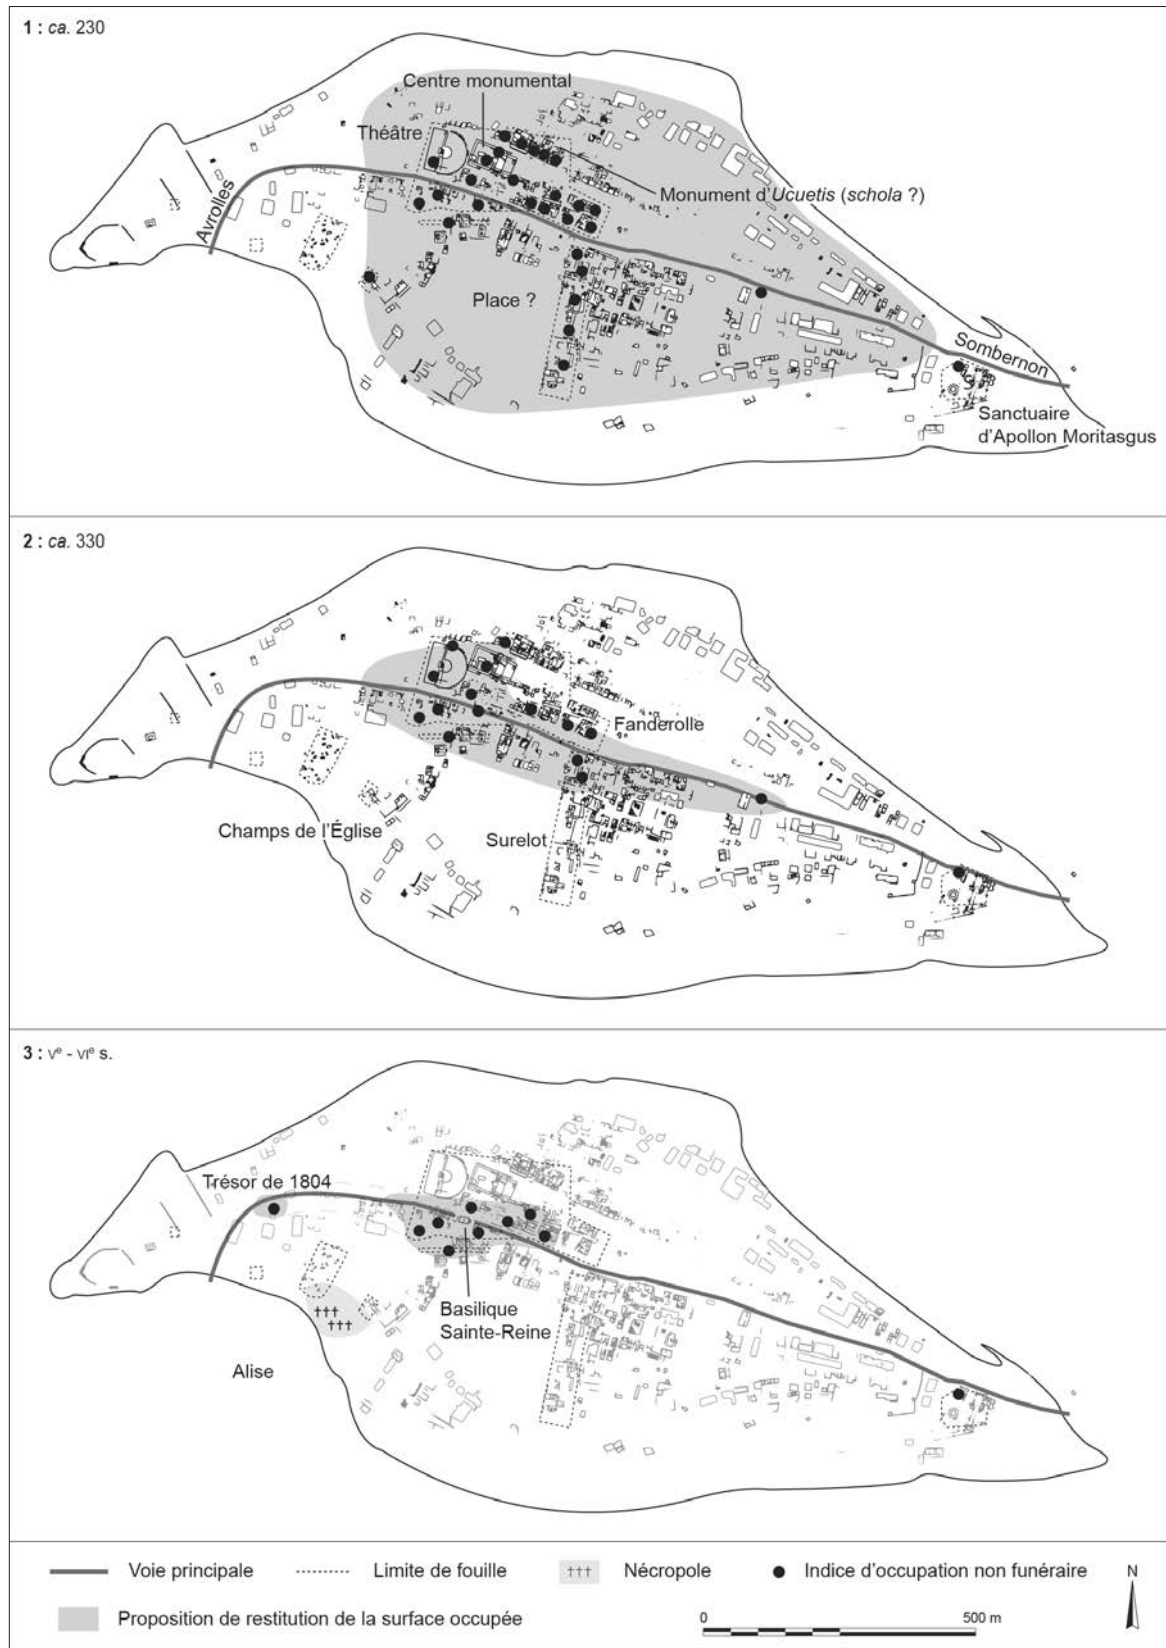 1 : ca. 230
Centre monumental
Théâtre
Monument d'Ucuetis (schola ?)
Avrolles
Place ?
Sombernon
Sanctuaire
d'Apollon Moritasgus
2 : ca. 330
Fanderolle
Champs de l'Église
Surelot
3 : Ve - VIe s.
Trésor de 1804
Basilique
Sainte-Reine
Alise
Voie principale
Limite de fouille
Nécropole
Indice d'occupation non funéraire
N
Proposition de restitution de la surface occupée
0
500 m